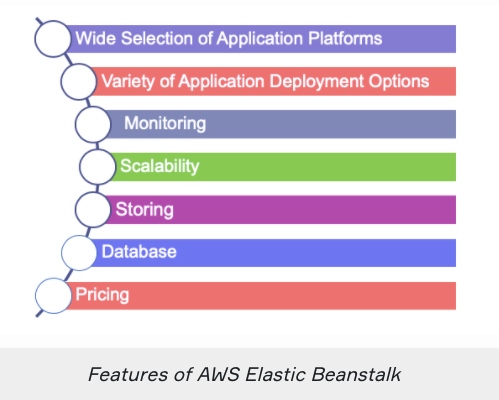 Wide Selection of Application Platforms
Variety of Application Deployment Options
Monitoring
Scalability
Storing
Database
Pricing
Features of AWS Elastic Beanstalk